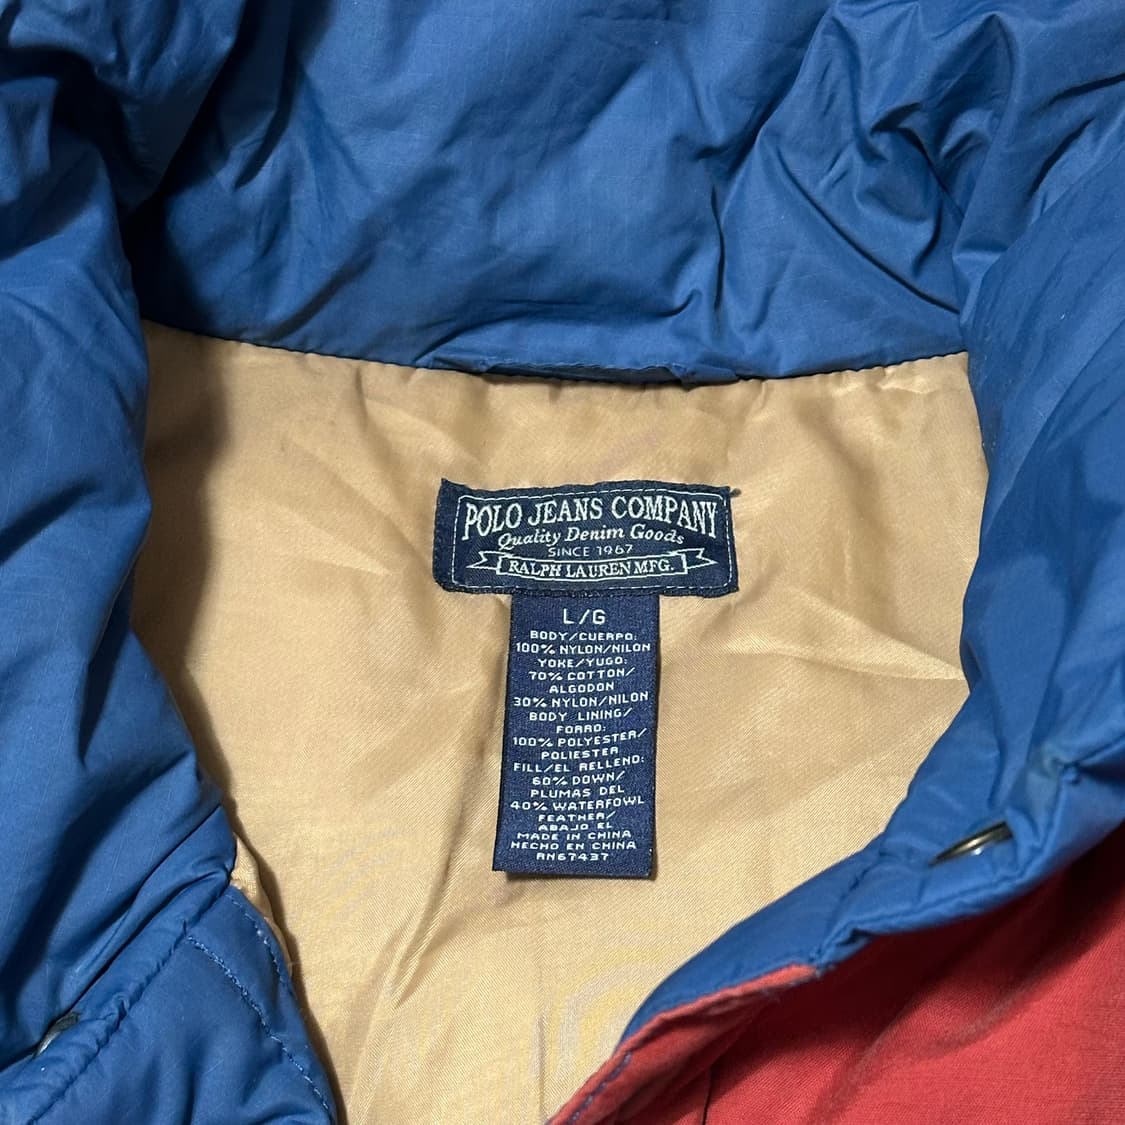 POLO JEANS COMPANY
Quality Denim Goods
SINCE 1967
RALPH LAUREN MFG.
L/G
BODY/CUERPO:
100% NYLON/NILON
YOKE/YUGO:
70% COTTON/
ALGODON
30% NYLON/NILON
BODY LINING/
FORRO:
100% POLYESTER/
POLIESTER
FILL/EL RELLENO:
60% DOWN/
PLUMAS DEL
40% WATERFOWL
FEATHER/
ABAJO EL
MADE IN CHINA
HECHO EN CHINA
RN67437